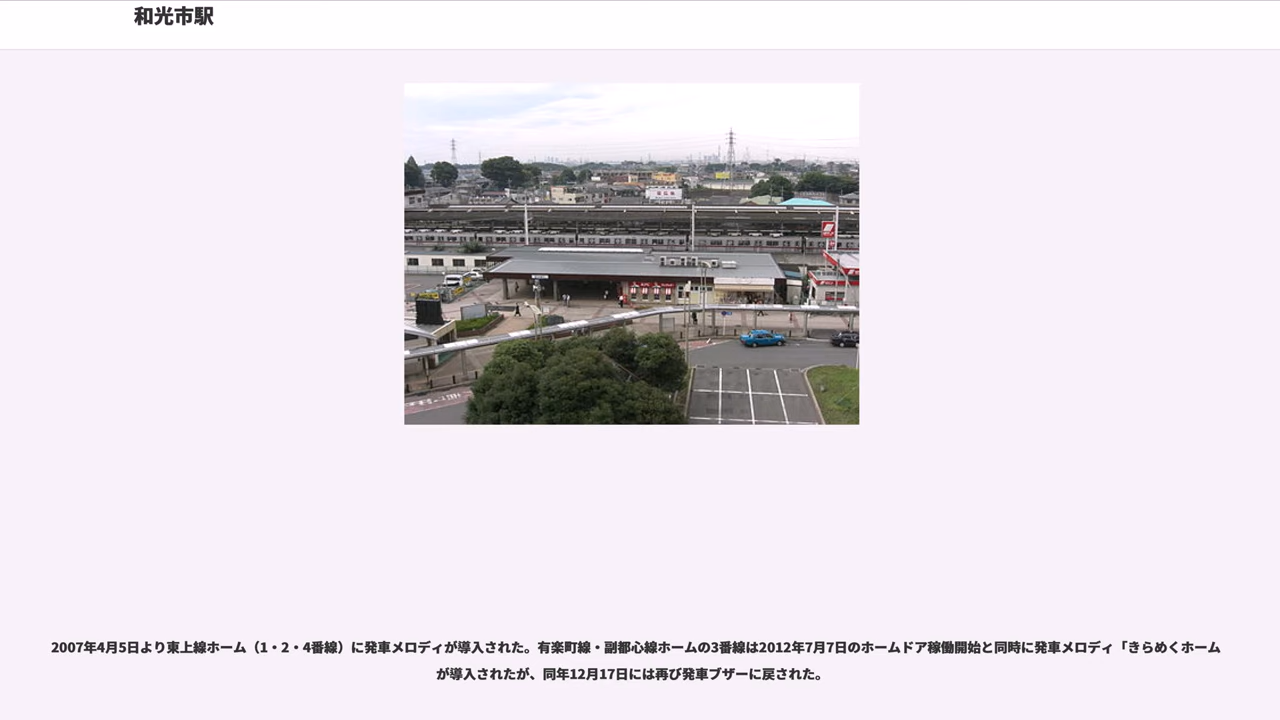 和光市駅
2007年4月5日より東上線ホーム（1・2・4番線）に発車メロディが導入された。有楽町線・副都心線ホームの3番線は2012年7月7日のホームドア稼働開始と同時に発車メロディ「きらめくホーム
が導入されたが、同年12月17日には再び発車ブザーに戻された。